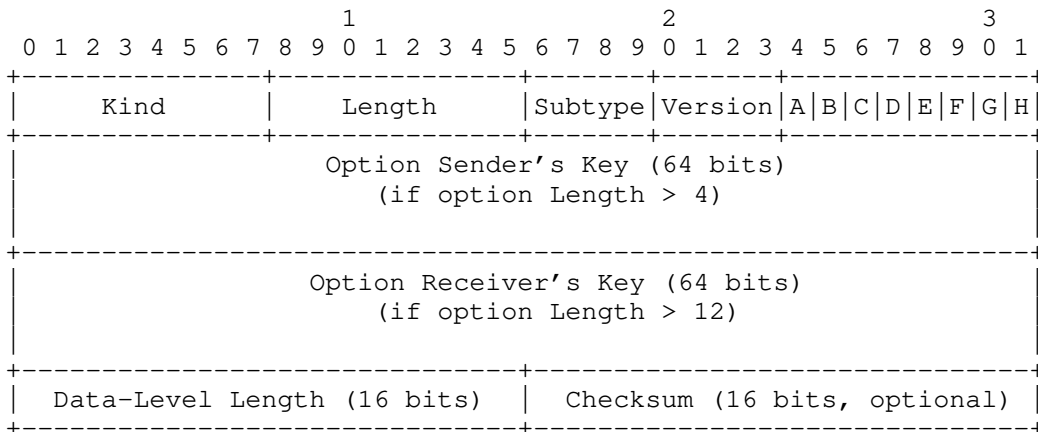 1                   2                   3
 0 1 2 3 4 5 6 7 8 9 0 1 2 3 4 5 6 7 8 9 0 1 2 3 4 5 6 7 8 9 0 1
+---------------+---------------+-------+-------+---------------+
|     Kind      |    Length     |Subtype|Version|A|B|C|D|E|F|G|H|
+---------------+---------------+-------+-------+---------------+
|                   Option Sender's Key (64 bits)               |
|                      (if option Length > 4)                   |
|                                                               |
+---------------------------------------------------------------+
|                  Option Receiver's Key (64 bits)              |
|                      (if option Length > 12)                  |
|                                                               |
+-------------------------------+-------------------------------+
|  Data-Level Length (16 bits)  |  Checksum (16 bits, optional) |
+-------------------------------+-------------------------------+